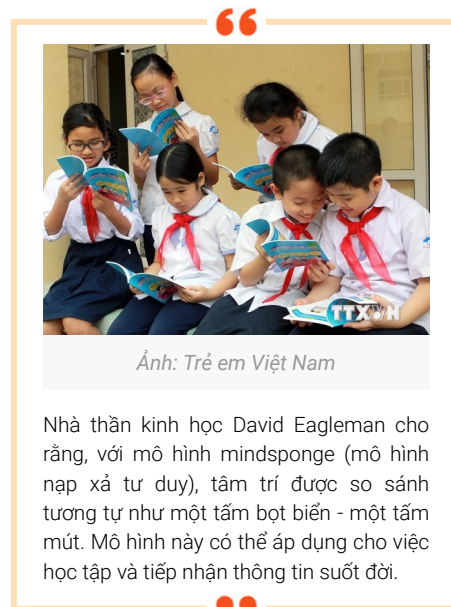 TTXVN
Ảnh: Trẻ em Việt Nam
Nhà thần kinh học David Eagleman cho
rằng, với mô hình mindsponge (mô hình
nạp xả tư duy), tâm trí được so sánh
tương tự như một tấm bọt biển - một tấm
mút. Mô hình này có thể áp dụng cho việc
học tập và tiếp nhận thông tin suốt đời.